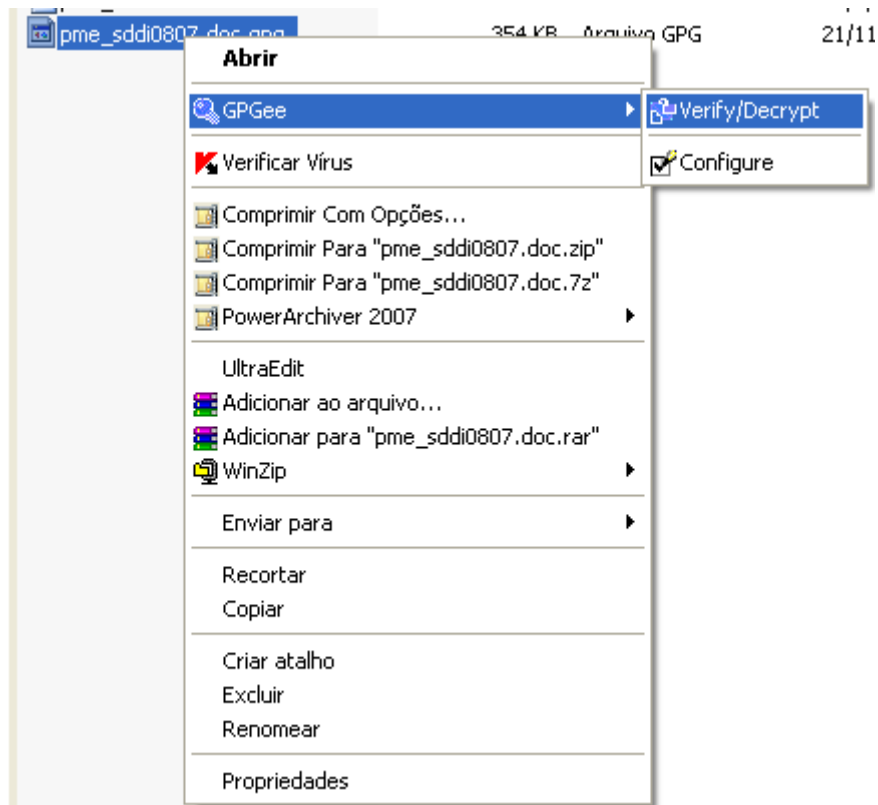 pme_sddi0807.doc.gpg 354 KB Arquivo GPG 21/11
Abrir
GPGee
Verify/Decrypt
Configure
Verificar Vírus
Comprimir Com Opções...
Comprimir Para "pme_sddi0807.doc.zip"
Comprimir Para "pme_sddi0807.doc.7z"
PowerArchiver 2007
UltraEdit
Adicionar ao arquivo...
Adicionar para "pme_sddi0807.doc.rar"
WinZip
Enviar para
Recortar
Copiar
Criar atalho
Excluir
Renomear
Propriedades